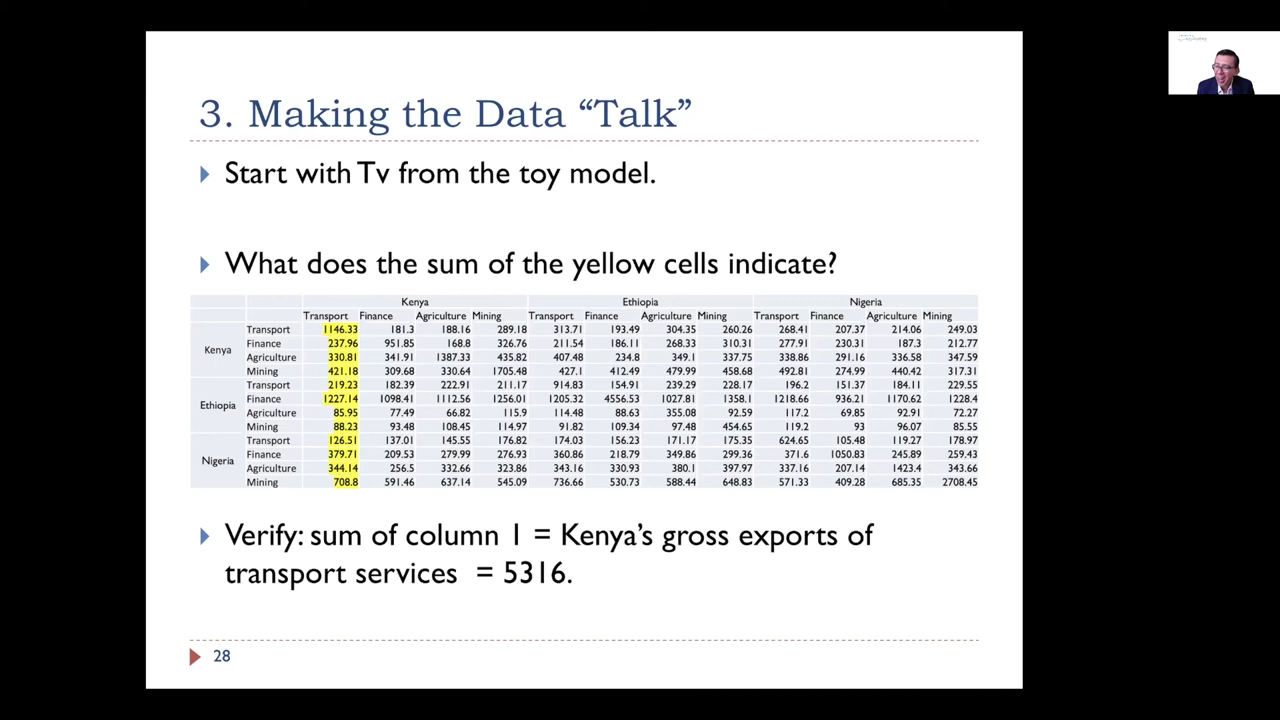 3. Making the Data “Talk”
Start with Tv from the toy model.
What does the sum of the yellow cells indicate?
Kenya Ethiopia Nigeria
Transport Finance Agriculture Mining Transport Finance Agriculture Mining Transport Finance Agriculture Mining
Kenya
Transport 1146.33 181.3 188.16 289.18 313.71 193.49 304.35 260.26 268.41 207.37 214.06 249.03
Finance 237.96 951.85 168.8 326.76 211.54 186.11 268.33 310.31 277.91 230.31 187.3 212.77
Agriculture 330.81 341.91 1387.33 435.82 407.48 234.8 349.1 337.75 338.86 291.16 336.58 347.59
Mining 421.18 309.68 330.64 1705.48 427.1 412.49 479.99 458.68 492.81 274.99 440.42 317.31
Ethiopia
Transport 219.23 182.39 222.91 211.17 914.83 154.91 239.29 228.17 196.2 151.37 184.11 229.55
Finance 1227.14 1098.41 1112.56 1256.01 1205.32 4556.53 1027.81 1358.1 1218.66 936.21 1170.62 1228.4
Agriculture 85.95 77.49 66.82 115.9 114.48 88.63 355.08 92.59 117.2 69.85 92.91 72.27
Mining 88.23 93.48 108.45 114.97 91.82 109.34 97.48 454.65 119.2 93 96.07 85.55
Nigeria
Transport 126.51 137.01 145.55 176.82 174.03 156.23 171.17 175.35 624.65 105.48 119.27 178.97
Finance 379.71 209.53 279.99 276.93 360.86 218.79 349.86 299.36 371.6 1050.83 245.89 259.43
Agriculture 344.14 256.5 332.66 323.86 343.16 330.93 380.1 397.97 337.16 207.14 1423.4 343.66
Mining 708.8 591.46 637.14 545.09 736.66 530.73 588.44 648.83 571.33 409.28 685.35 2708.45
Verify: sum of column 1 = Kenya’s gross exports of
transport services = 5316.
28